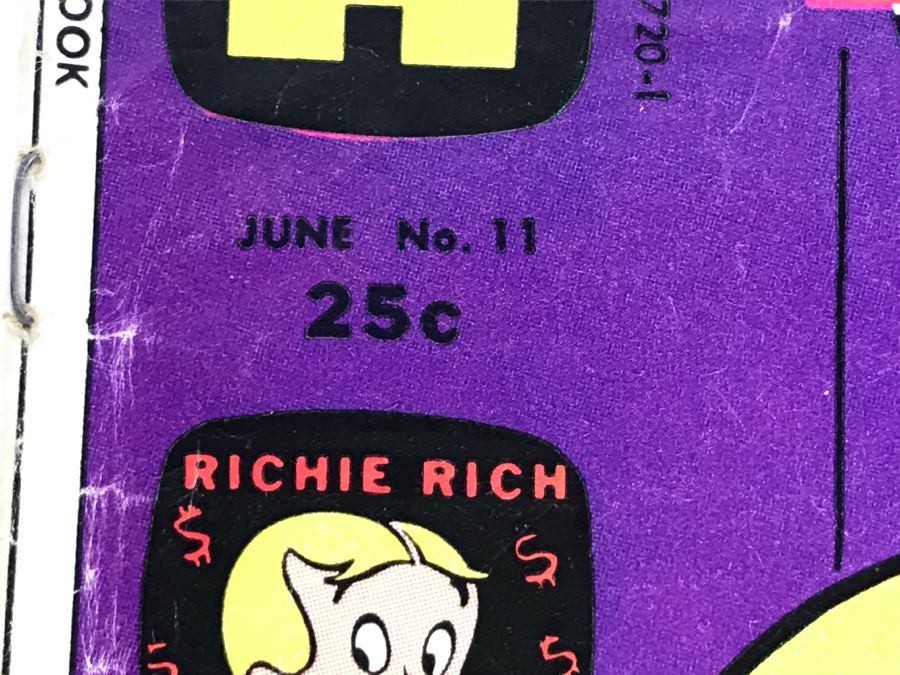 OOK
720-1
JUNE No. 11
25c
RICHIE RICH
$ $
$ $